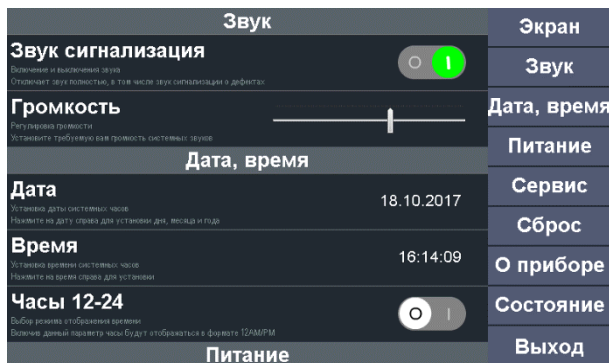 Звук
Звук сигнализация
Включение и выключения звука
Отключает звук полностью, в том числе звук сигнализации о дефектах
Громкость
Регулировка громкости
Установите требуемую вам громкость системных звуков
Дата, время
Дата
Установка даты системных часов
Нажмите на дату справа для установки дня, месяца и года
18.10.2017
Время
Установка времени системных часов
Нажмите на время справа для установки
16:14:09
Часы 12-24
Выбор режима отображения времени
Включив данный параметр часы будут отображаться в формате 12AM/PM
Питание
Экран
Звук
Дата, время
Питание
Сервис
Сброс
О приборе
Состояние
Выход